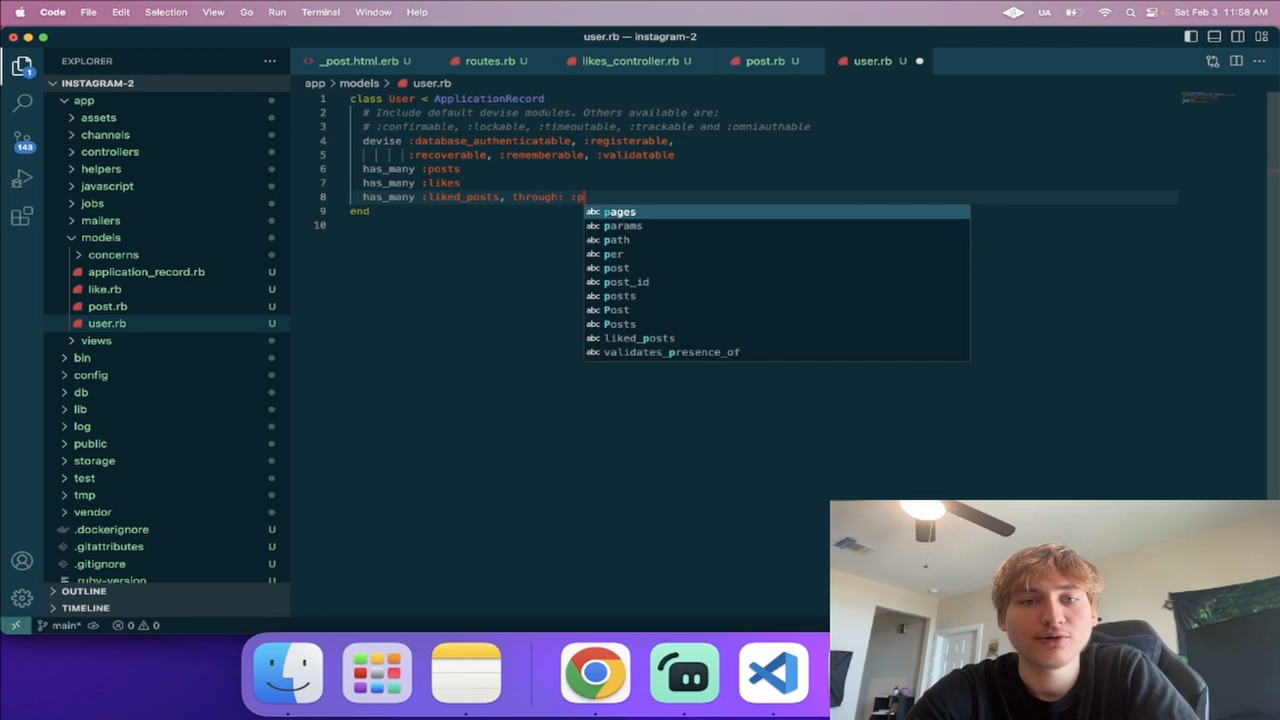 Code File Edit Selection View Go Run Terminal Window Help
UA Sat Feb 3 11:58 AM
user.rb — instagram-2
EXPLORER
_post.html.erb U
routes.rb U
likes_controller.rb U
post.rb U
user.rb U
app > models > user.rb
INSTAGRAM-2
app
assets
channels
controllers
helpers
javascript
jobs
mailers
models
concerns
application_record.rb U
like.rb U
post.rb U
user.rb U
views
bin
config
db
lib
log
public
storage
test
tmp
vendor
.dockerignore U
.gitattributes U
.gitignore U
.ruby-version U
OUTLINE
TIMELINE
1
143
1 class User < ApplicationRecord
2 # Include default devise modules. Others available are:
3 # :confirmable, :lockable, :timeoutable, :trackable and :omniauthable
4 devise :database_authenticatable, :registerable,
5 :recoverable, :rememberable, :validatable
6 has_many :posts
7 has_many :likes
8 has_many :liked_posts, through: :p
9 end
10
abc pages
abc params
abc path
abc per
abc post
abc post_id
abc posts
abc Post
abc Posts
abc liked_posts
abc validates_presence_of
main* 0 0